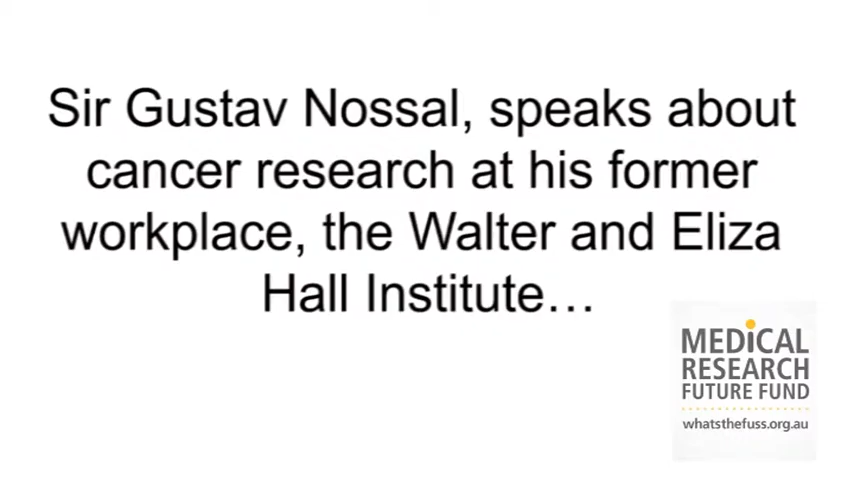 Sir Gustav Nossal, speaks about
cancer research at his former
workplace, the Walter and Eliza
Hall Institute…
MEDICAL
RESEARCH
FUTURE FUND
whatsthefuss.org.au